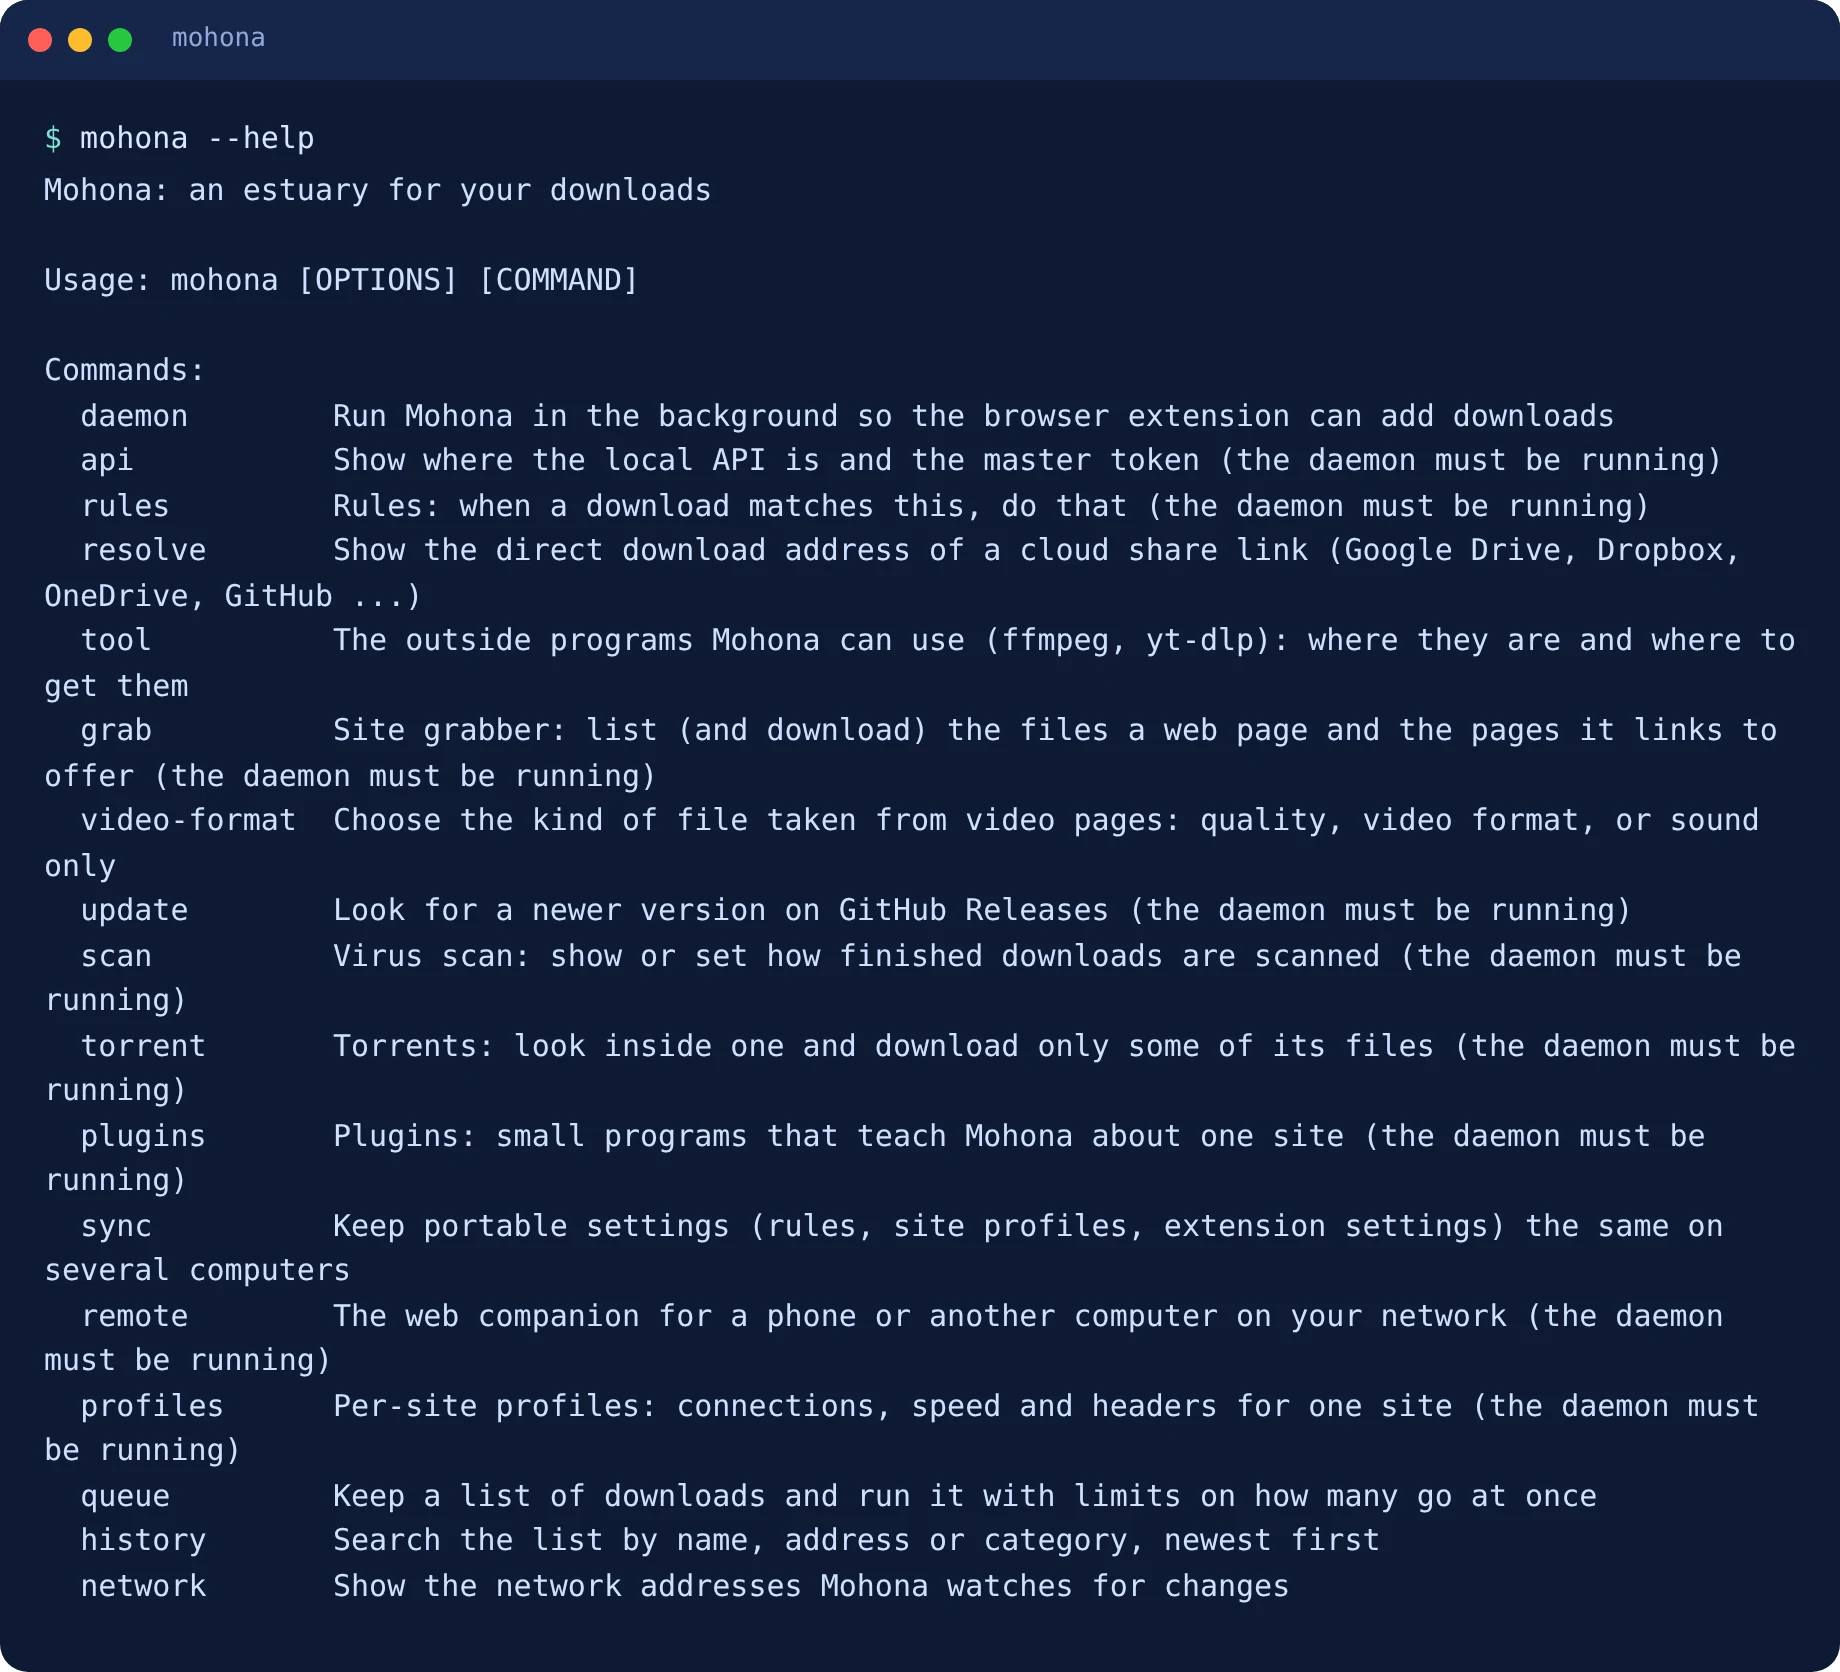 mohona
$ mohona --help
Mohona: an estuary for your downloads
Usage: mohona [OPTIONS] [COMMAND]
Commands:
  daemon        Run Mohona in the background so the browser extension can add downloads
  api           Show where the local API is and the master token (the daemon must be running)
  rules         Rules: when a download matches this, do that (the daemon must be running)
  resolve       Show the direct download address of a cloud share link (Google Drive, Dropbox,
OneDrive, GitHub ...)
  tool          The outside programs Mohona can use (ffmpeg, yt-dlp): where they are and where to
get them
  grab          Site grabber: list (and download) the files a web page and the pages it links to
offer (the daemon must be running)
  video-format  Choose the kind of file taken from video pages: quality, video format, or sound
only
  update        Look for a newer version on GitHub Releases (the daemon must be running)
  scan          Virus scan: show or set how finished downloads are scanned (the daemon must be
running)
  torrent       Torrents: look inside one and download only some of its files (the daemon must be
running)
  plugins       Plugins: small programs that teach Mohona about one site (the daemon must be
running)
  sync          Keep portable settings (rules, site profiles, extension settings) the same on
several computers
  remote        The web companion for a phone or another computer on your network (the daemon
must be running)
  profiles      Per-site profiles: connections, speed and headers for one site (the daemon must
be running)
  queue         Keep a list of downloads and run it with limits on how many go at once
  history       Search the list by name, address or category, newest first
  network       Show the network addresses Mohona watches for changes